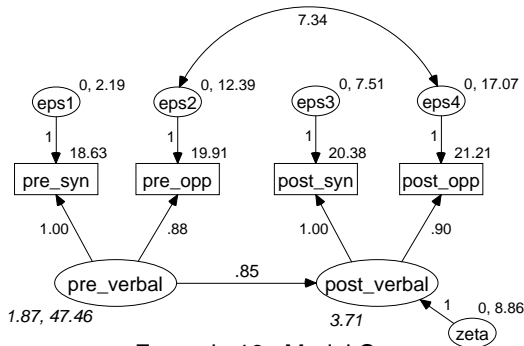 7.34
0, 2.19
0, 12.39
0, 7.51
0, 17.07
eps1
eps2
eps3
eps4
1
1
1
1
18.63
19.91
20.38
21.21
pre_syn
pre_opp
post_syn
post_opp
1.00
.88
1.00
.90
pre_verbal
.85
post_verbal
1.87, 47.46
3.71
1
0, 8.86
zeta